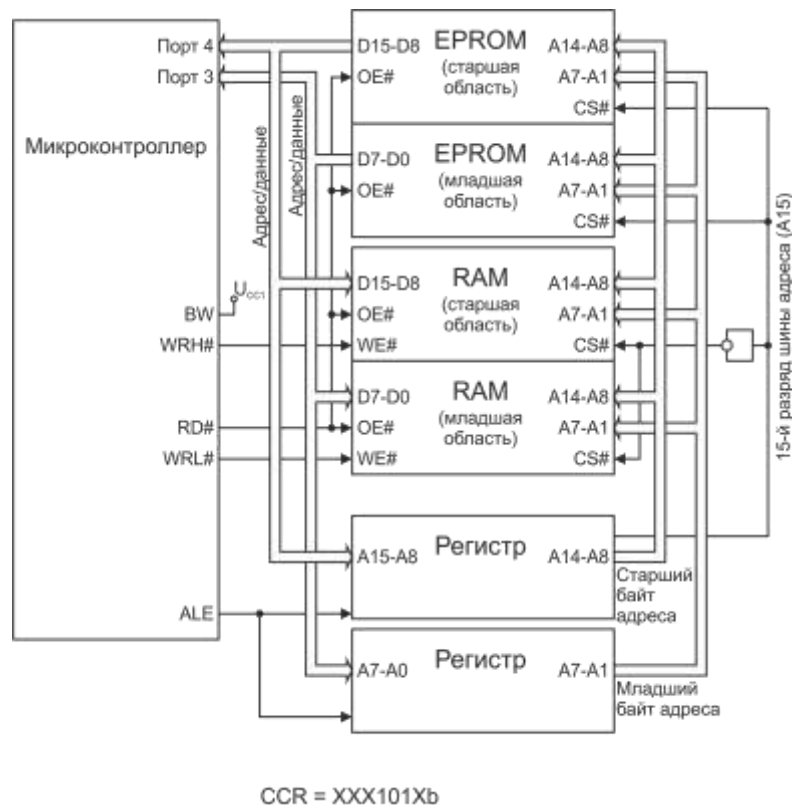 Микроконтроллер
Порт 4
Порт 3
BW
U_CC1
WRH#
RD#
WRL#
ALE
Адрес/данные
Адрес/данные
D15-D8 EPROM A14-A8
(старшая область)
OE# A7-A1
CS#
D7-D0 EPROM A14-A8
(младшая область)
OE# A7-A1
CS#
D15-D8 RAM A14-A8
(старшая область)
OE# A7-A1
WE# CS#
D7-D0 RAM A14-A8
(младшая область)
OE# A7-A1
WE# CS#
A15-A8 Регистр A14-A8
Старший
байт
адреса
A7-A0 Регистр A7-A1
Младший
байт адреса
15-й разряд шины адреса (A15)
CCR = XXX101Xb